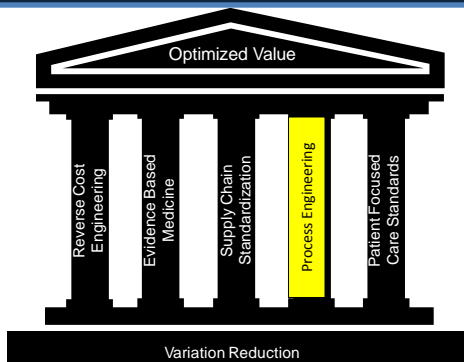 Optimized Value
Reverse Cost
Engineering
Evidence Based
Medicine
Supply Chain
Standardization
Process Engineering
Patient Focused
Care Standards
Variation Reduction